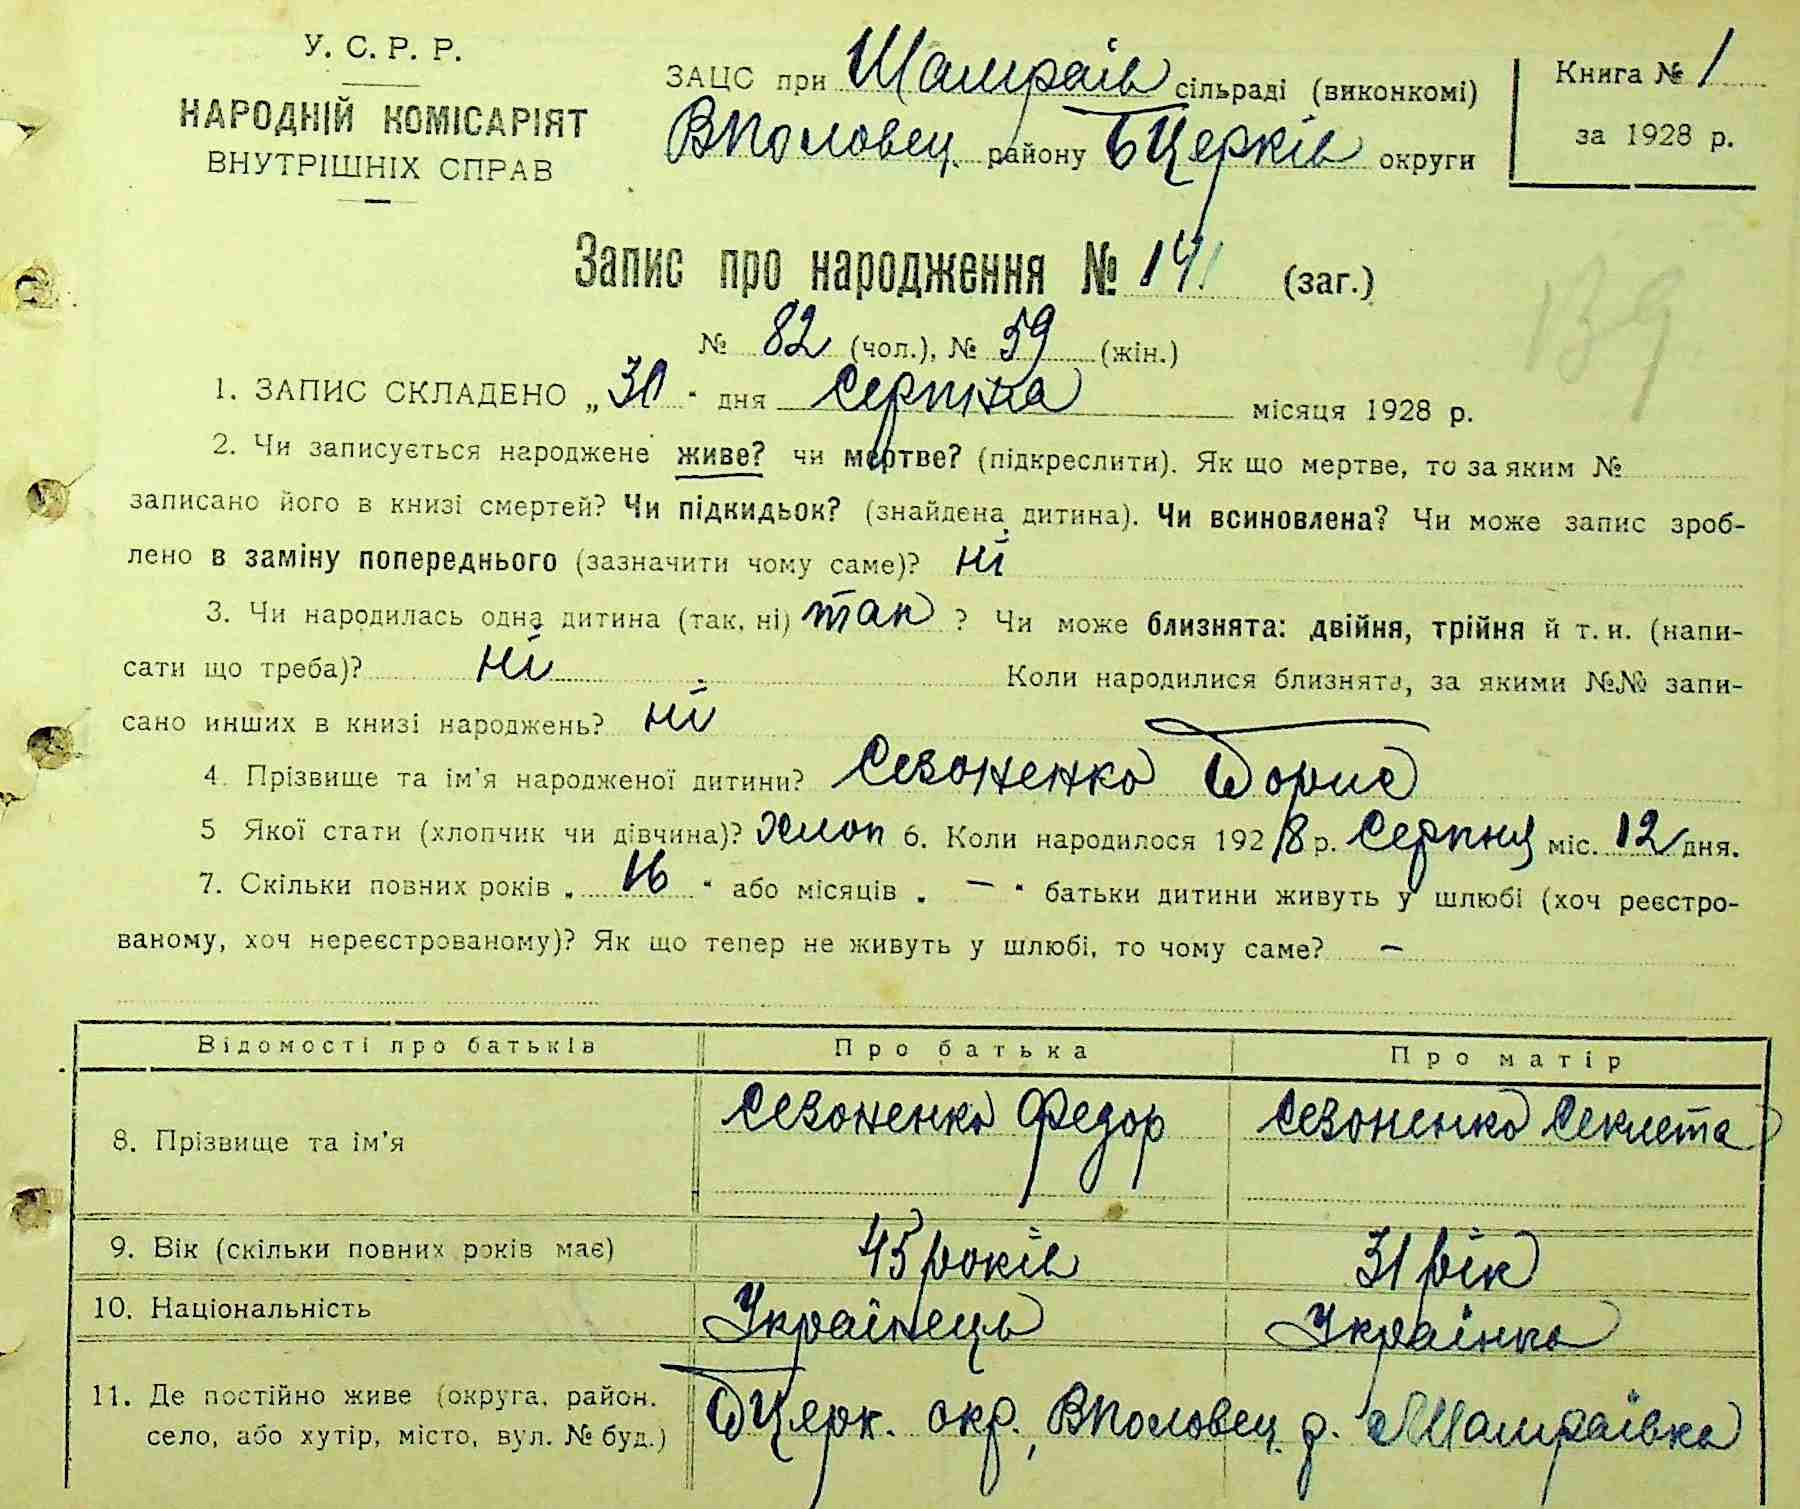 У. С. Р. Р.
НАРОДНІЙ КОМІСАРІЯТ
ВНУТРІШНІХ СПРАВ
ЗАЦС при Шамраїв сільраді (виконкомі)
ВПоловец. району БЦерків округи
Книга № 1
за 1928 р.
Запис про народження № 141 (заг.)
139
№ 82 (чол.), № 59 (жін.)
1. ЗАПИС СКЛАДЕНО „30“ дня серпня місяця 1928 р.
2. Чи записується народжене живе? чи мертве? (підкреслити). Як що мертве, то за яким №
записано його в книзі смертей? Чи підкидьок? (знайдена дитина). Чи всиновлена? Чи може запис зроб-
лено в заміну попереднього (зазначити чому саме)? ні
3. Чи народилась одна дитина (так, ні) так ? Чи може близнята: двійня, трійня й т. и. (напи-
сати що треба)? ні Коли народилися близнята, за якими №№ запи-
сано инших в книзі народжень? ні
4. Прізвище та ім'я народженої дитини? Сезоненко Борис
5 Якої стати (хлопчик чи дівчина)? Хлоп 6. Коли народилося 1928 р. Серпня міс. 12 дня.
7. Скільки повних років „ 16 “ або місяців „ — “ батьки дитини живуть у шлюбі (хоч реєстро-
ваному, хоч нереєстрованому)? Як що тепер не живуть у шлюбі, то чому саме? —
Відомості про батьків Про батька Про матір
8. Прізвище та ім'я Сезоненко Федор Сезоненко Секлета
9. Вік (скільки повних років має) 45 років 31 рік
10. Національність Українець Українка
11. Де постійно живе (округа, район,
село, або хутір, місто, вул. № буд.) БЦерк. окр., ВПоловец. р. с Шамраївка